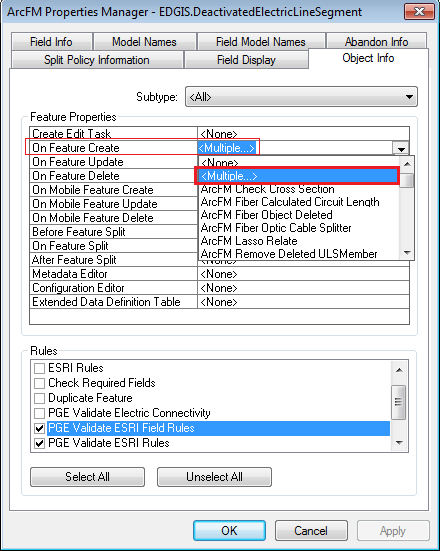 ArcFM Properties Manager - EDGIS.DeactivatedElectricLineSegment
Field Info
Model Names
Field Model Names
Abandon Info
Split Policy Information
Field Display
Object Info
Subtype: <All>
Feature Properties
Create Edit Task <None>
On Feature Create <Multiple...>
On Feature Update <None>
On Feature Delete <Multiple...>
On Mobile Feature Create ArcFM Check Cross Section
On Mobile Feature Update ArcFM Fiber Calculated Circuit Length
On Mobile Feature Delete ArcFM Fiber Object Deleted
Before Feature Split ArcFM Fiber Optic Cable Splitter
On Feature Split ArcFM Lasso Relate
After Feature Split ArcFM Remove Deleted ULSMember
Metadata Editor <None>
Configuration Editor <None>
Extended Data Definition Table <None>
Rules
ESRI Rules
Check Required Fields
Duplicate Feature
PGE Validate Electric Connectivity
PGE Validate ESRI Field Rules
PGE Validate ESRI Rules
Select All
Unselect All
OK
Cancel
Apply